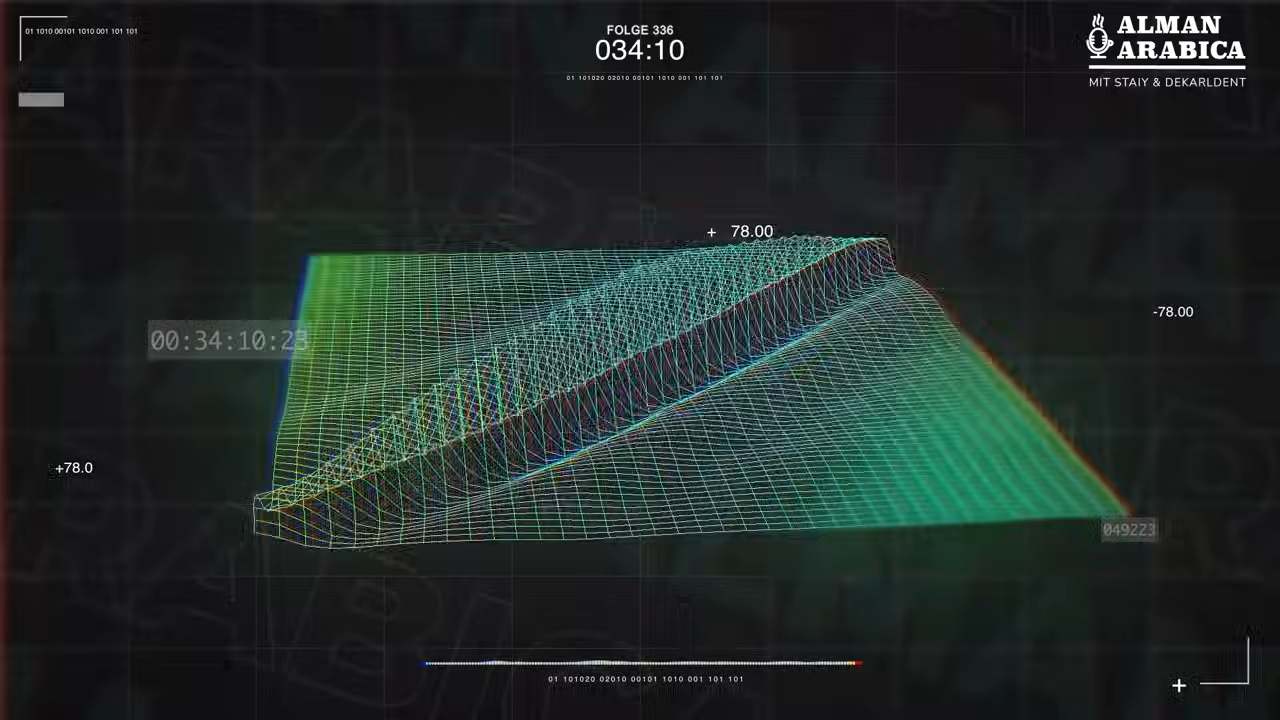 01 1010 00101 1010 001 101 101
FOLGE 336
034:10
01 101020 02010 00101 1010 001 101 101
ALMAN
ARABICA
MIT STAIY & DEKARLDENT
+ 78.00
-78.00
00:34:10:23
+78.0
049223
01 101020 02010 00101 1010 001 101 101
+